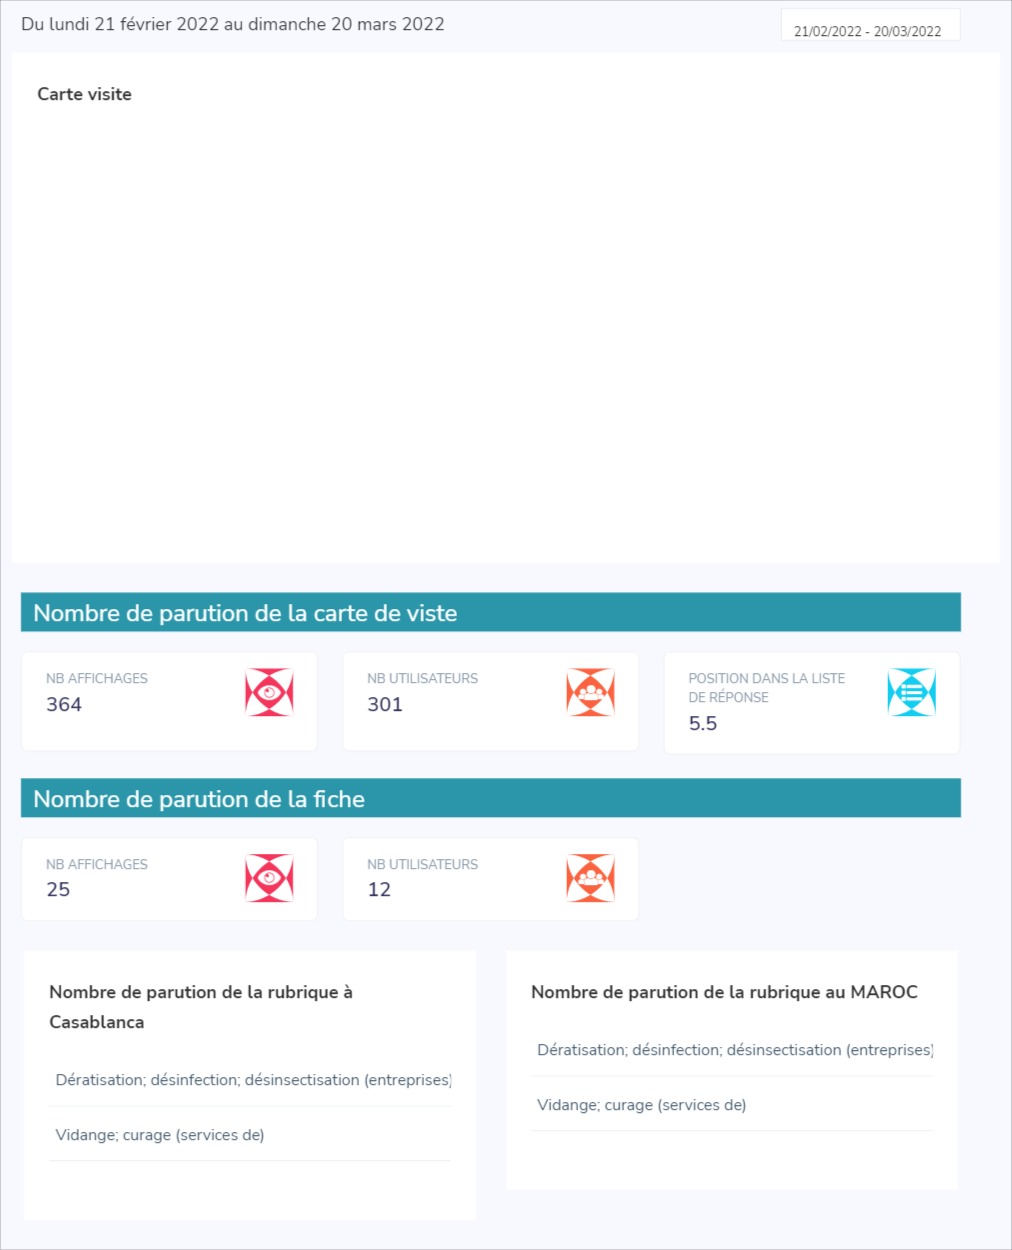 Du lundi 21 février 2022 au dimanche 20 mars 2022
21/02/2022 - 20/03/2022
Carte visite
Nombre de parution de la carte de viste
NB AFFICHAGES
364
NB UTILISATEURS
301
POSITION DANS LA LISTE
DE RÉPONSE
5.5
Nombre de parution de la fiche
NB AFFICHAGES
25
NB UTILISATEURS
12
Nombre de parution de la rubrique à
Casablanca
Dératisation; désinfection; désinsectisation (entreprises)
Vidange; curage (services de)
Nombre de parution de la rubrique au MAROC
Dératisation; désinfection; désinsectisation (entreprises)
Vidange; curage (services de)